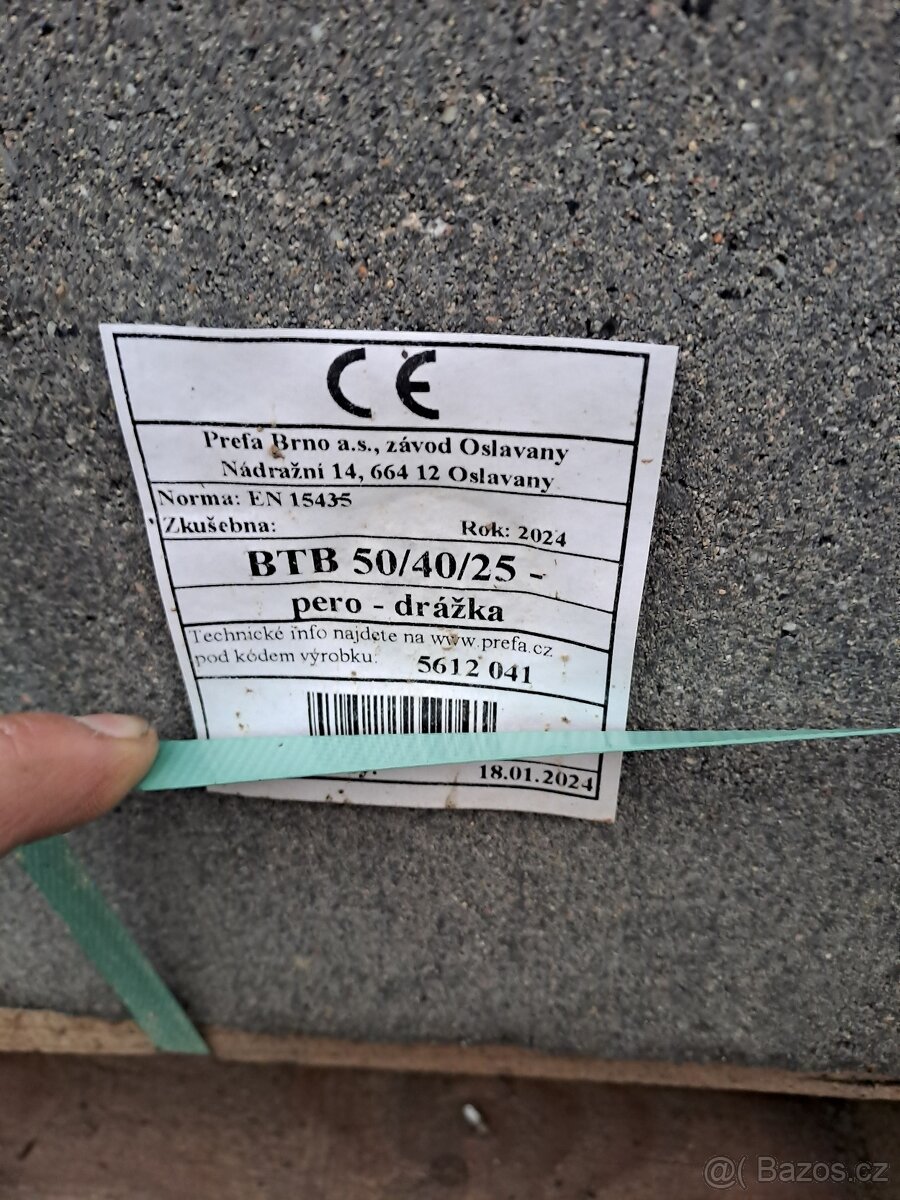 CE
Prefa Brno a.s., závod Oslavany
Nádražní 14, 664 12 Oslavany
Norma: EN 15435
Zkušebna: Rok: 2024
BTB 50/40/25 -
pero - drážka
Technické info najdete na www.prefa.cz
pod kódem výrobku: 5612 041
18.01.2024
@( Bazos.cz